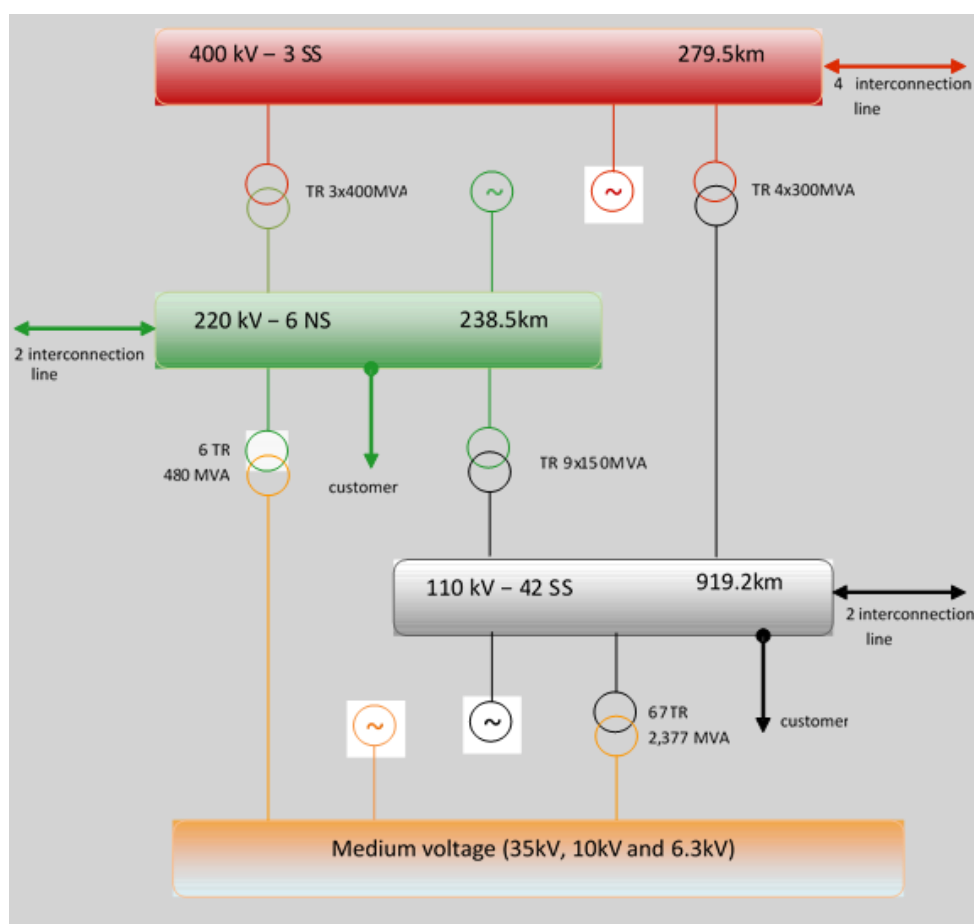 400 kV – 3 SS 279.5km
4 interconnection
line
TR 3x400MVA
~
~
TR 4x300MVA
220 kV – 6 NS 238.5km
2 interconnection
line
6 TR
480 MVA
customer
TR 9x150MVA
110 kV – 42 SS 919.2km
2 interconnection
line
~
~
67TR
2,377 MVA
customer
Medium voltage (35kV, 10kV and 6.3kV)